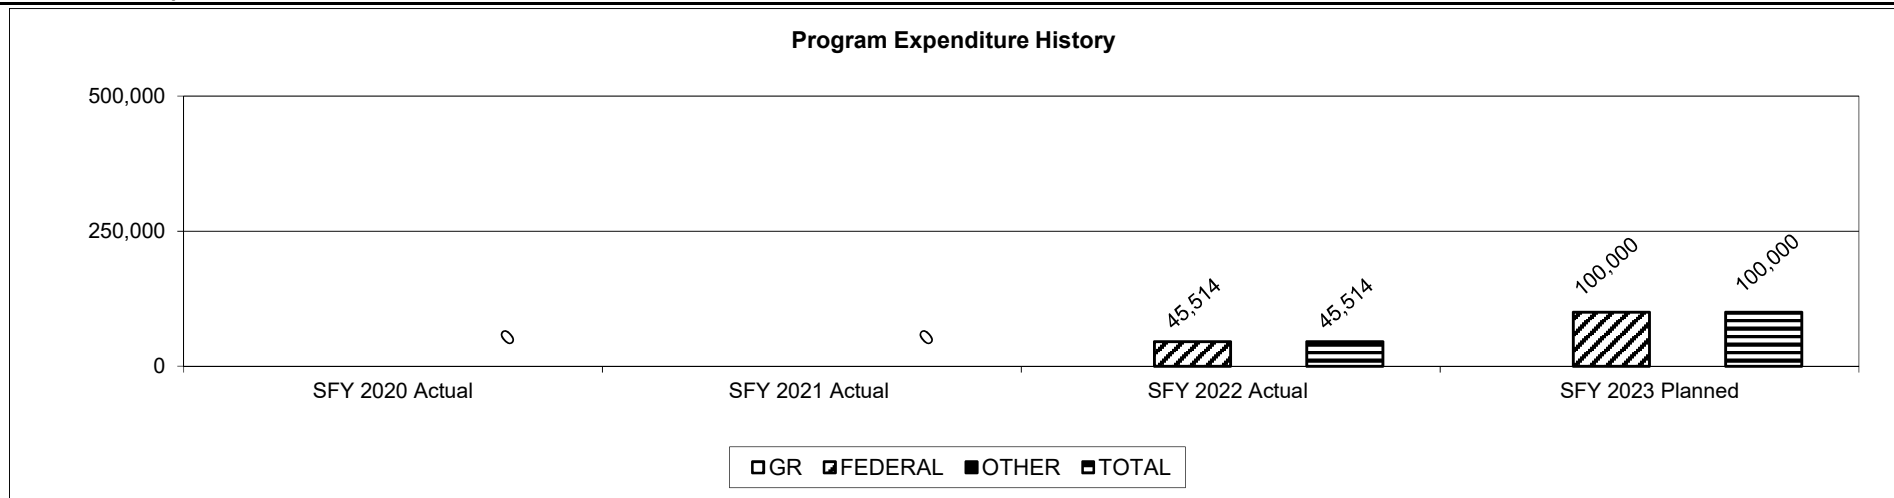 Program Expenditure History
500,000
250,000
0
0
0
45,514
45,514
100,000
100,000
SFY 2020 Actual
SFY 2021 Actual
SFY 2022 Actual
SFY 2023 Planned
GR FEDERAL OTHER TOTAL